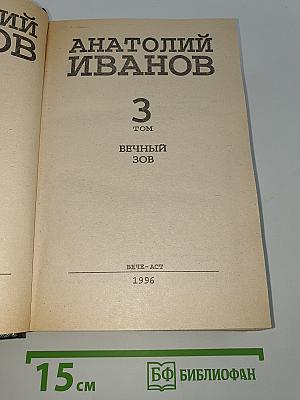 ИЙ
ОВ
АНАТОЛИЙ
ИВАНОВ
3
ТОМ
ВЕЧНЫЙ
ЗОВ
ВЕЧЕ-АСТ
1996
15 см
БФ БИБЛИОФАН